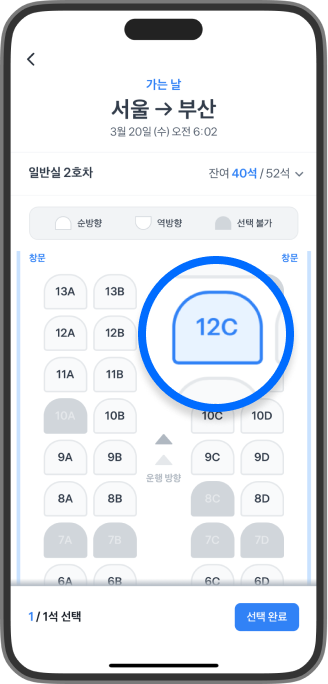 가는 날
서울 → 부산
3월 20일 (수) 오전 6:02
일반실 2호차 잔여 40석 / 52석
순방향 역방향 선택 불가
창문 창문
13A 13B
12A 12B 12C
11A 11B
10A 10B 10C 10D
9A 9B 9C 9D
운행 방향
8A 8B 8C 8D
7A 7B 7C 7D
6A 6B 6C 6D
1 / 1석 선택 선택 완료